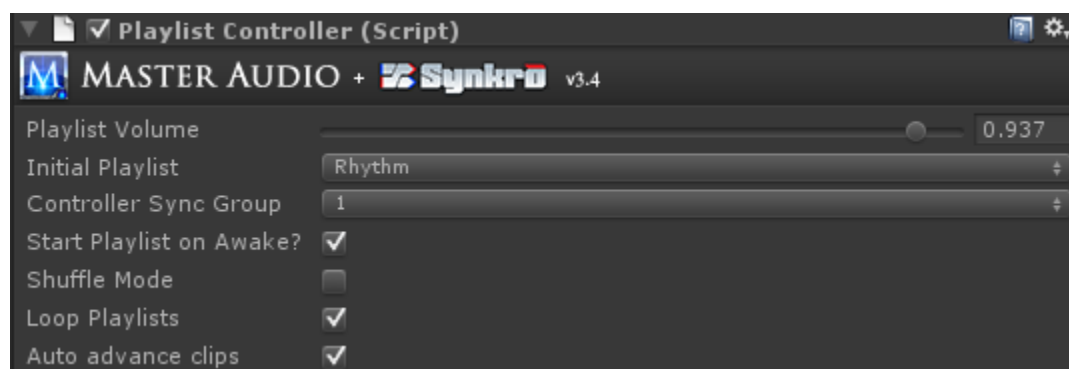 Playlist Controller (Script)
M MASTER AUDIO + Synkro v3.4
Playlist Volume 0.937
Initial Playlist Rhythm
Controller Sync Group 1
Start Playlist on Awake?
Shuffle Mode
Loop Playlists
Auto advance clips